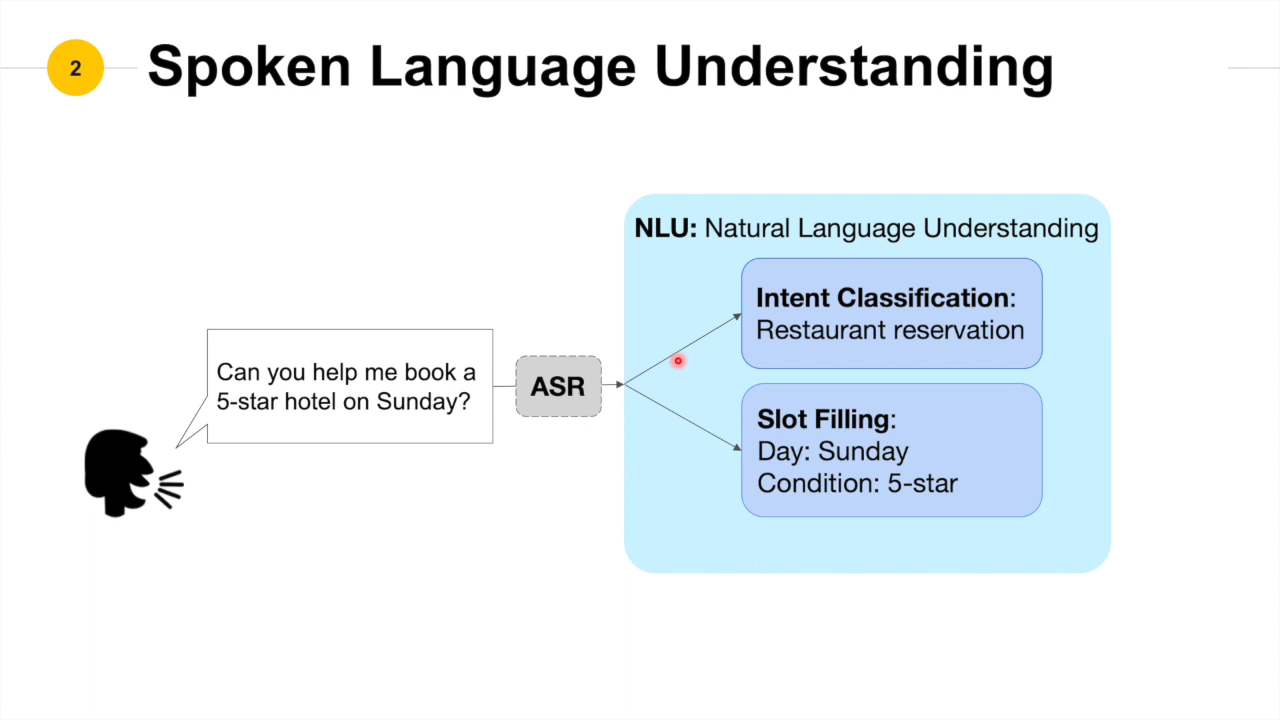 2
Spoken Language Understanding
Can you help me book a
5-star hotel on Sunday?
ASR
NLU: Natural Language Understanding
Intent Classification:
Restaurant reservation
Slot Filling:
Day: Sunday
Condition: 5-star